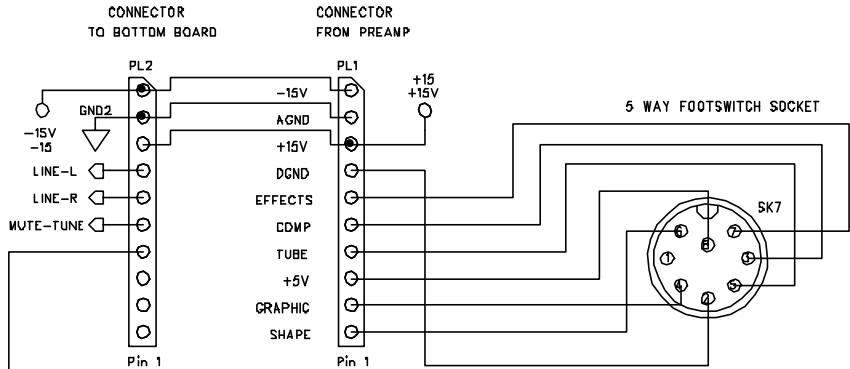 CONNECTOR
TO BOTTOM BOARD
CONNECTOR
FROM PREAMP
PL2
PL1
+15
+15V
-15V
GND2
AGND
5 WAY FOOTSWITCH SOCKET
-15V
-15
+15V
LINE-L
DGND
LINE-R
EFFECTS
SK7
MUTE-TUNE
COMP
6
7
8
TUBE
1
3
+5V
4
5
GRAPHIC
2
SHAPE
Pin 1
Pin 1